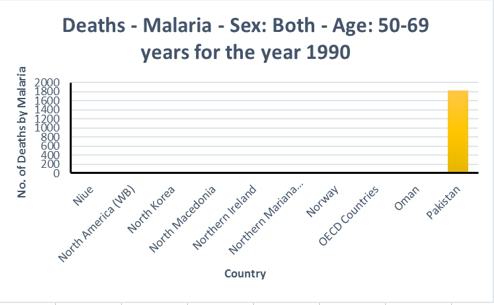 Deaths - Malaria - Sex: Both - Age: 50-69
years for the year 1990
No. of Deaths by Malaria
2000
1800
1600
1400
1200
1000
800
600
400
200
0
Niue
North America (WB)
North Korea
North Macedonia
Northern Ireland
Northern Mariana...
Norway
OECD Countries
Oman
Pakistan
Country